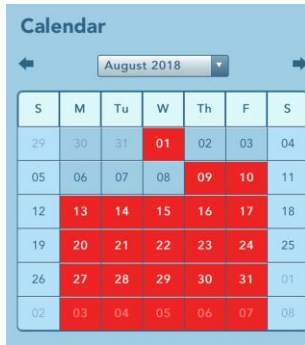 Calendar
August 2018
S M Tu W Th F S
29 30 31 01 02 03 04
05 06 07 08 09 10 11
12 13 14 15 16 17 18
19 20 21 22 23 24 25
26 27 28 29 30 31 01
02 03 04 05 06 07 08